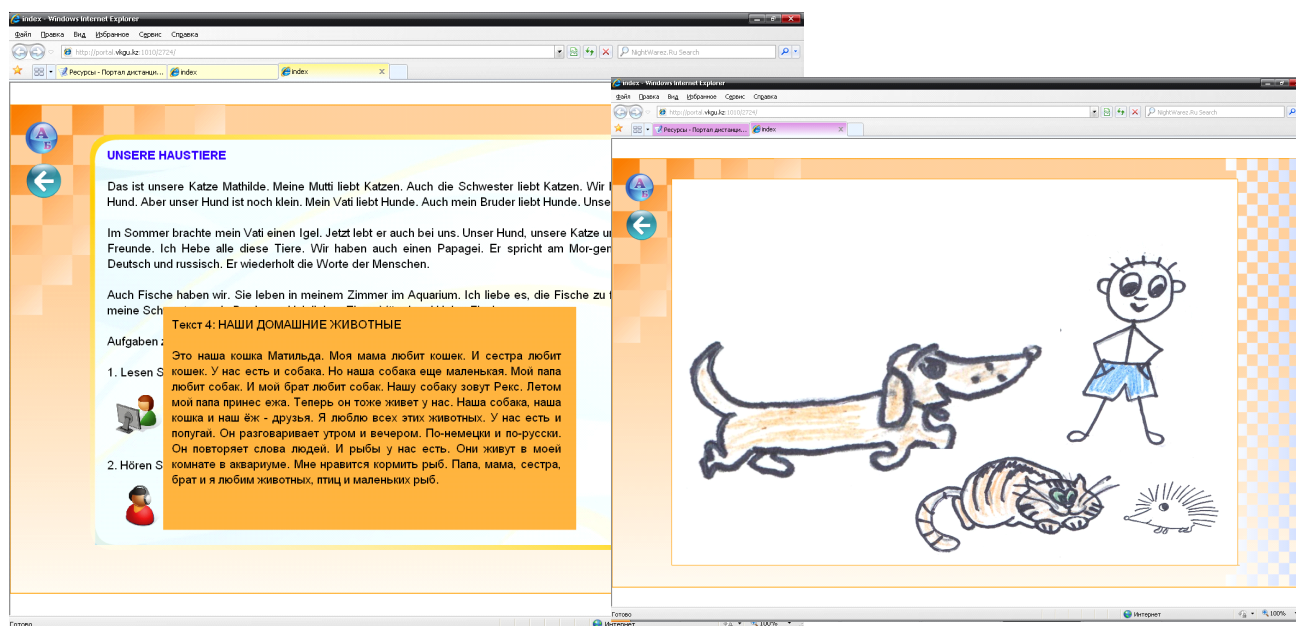 index - Windows Internet Explorer
Файл Правка Вид Избранное Сервис Справка
http://portal.vkgu.kz:1010/2724/
NightWarez.Ru Search
Ресурсы - Портал дистанци...
index
index
А
Б
UNSERE HAUSTIERE
Das ist unsere Katze Mathilde. Meine Mutti liebt Katzen. Auch die Schwester liebt Katzen. Wir
Hund. Aber unser Hund ist noch klein. Mein Vati liebt Hunde. Auch mein Bruder liebt Hunde. Unse
Im Sommer brachte mein Vati einen Igel. Jetzt lebt er auch bei uns. Unser Hund, unsere Katze
Freunde. Ich Hebe alle diese Tiere. Wir haben auch einen Papagei. Er spricht am Mor-gen
Deutsch und russisch. Er wiederholt die Worte der Menschen.
Auch Fische haben wir. Sie leben in meinem Zimmer im Aquarium. Ich liebe es, die Fische zu
meine Sch
Aufgaben
1. Lesen S
2. Hören S
Текст 4: НАШИ ДОМАШНИЕ ЖИВОТНЫЕ
Это наша кошка Матильда. Моя мама любит кошек. И сестра любит
кошек. У нас есть и собака. Но наша собака еще маленькая. Мой папа
любит собак. И мой брат любит собак. Нашу собаку зовут Рекс. Летом
мой папа принес ежа. Теперь он тоже живет у нас. Наша собака, наша
кошка и наш ёж - друзья. Я люблю всех этих животных. У нас есть и
попугай. Он разговаривает утром и вечером. По-немецки и по-русски.
Он повторяет слова людей. И рыбы у нас есть. Они живут в моей
комнате в аквариуме. Мне нравится кормить рыб. Папа, мама, сестра,
брат и я любим животных, птиц и маленьких рыб.
Готово
Интернет
100%
index - Windows Internet Explorer
Файл Правка Вид Избранное Сервис Справка
http://portal.vkgu.kz:1010/2724/
NightWarez.Ru Search
Ресурсы - Портал дистанци...
index
А
Б
Готово
Интернет
100%